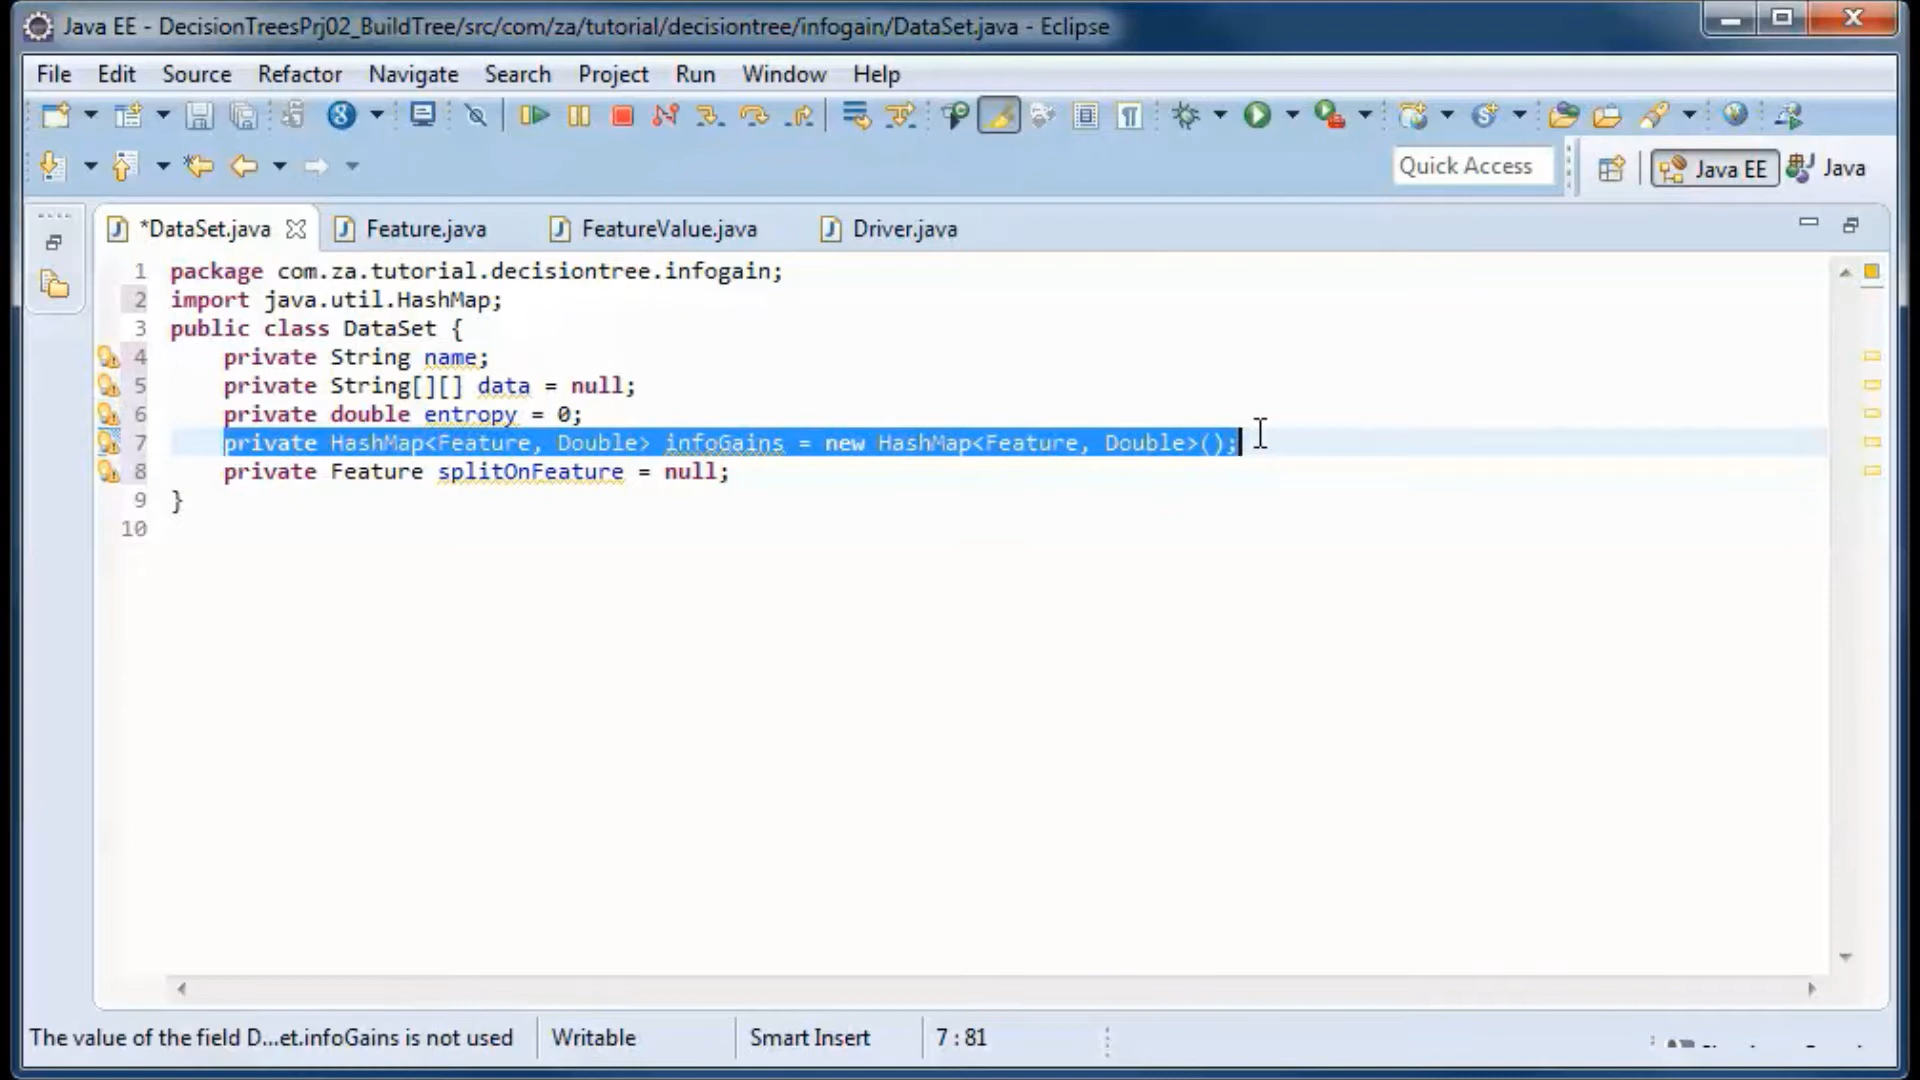 Java EE - DecisionTreesPrj02_BuildTree/src/com/za/tutorial/decisiontree/infogain/DataSet.java - Eclipse
File Edit Source Refactor Navigate Search Project Run Window Help
Quick Access Java EE Java
*DataSet.java Feature.java FeatureValue.java Driver.java
1 package com.za.tutorial.decisiontree.infogain;
2 import java.util.HashMap;
3 public class DataSet {
4 private String name;
5 private String[][] data = null;
6 private double entropy = 0;
7 private HashMap<Feature, Double> infoGains = new HashMap<Feature, Double>();
8 private Feature splitOnFeature = null;
9 }
10
The value of the field D...et.infoGains is not used Writable Smart Insert 7 : 81